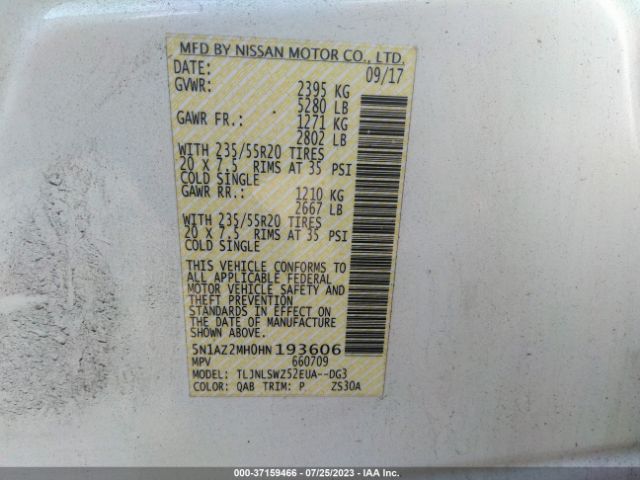 MFD BY NISSAN MOTOR CO., LTD.
DATE: 09/17
GVWR: 2395 KG
5280 LB
GAWR FR.: 1271 KG
2802 LB
WITH 235/55R20 TIRES
20 X 7.5 RIMS AT 35 PSI
COLD SINGLE
GAWR RR.: 1210 KG
2667 LB
WITH 235/55R20 TIRES
20 X 7.5 RIMS AT 35 PSI
COLD SINGLE
THIS VEHICLE CONFORMS TO
ALL APPLICABLE FEDERAL
MOTOR VEHICLE SAFETY AND
THEFT PREVENTION
STANDARDS IN EFFECT ON
THE DATE OF MANUFACTURE
SHOWN ABOVE.
5N1AZ2MH0HN193606
MPV 660709
MODEL: TLJNLSWZ52EUA--DG3
COLOR: QAB TRIM: P ZS30A
000-37159466 - 07/25/2023 - IAA Inc.